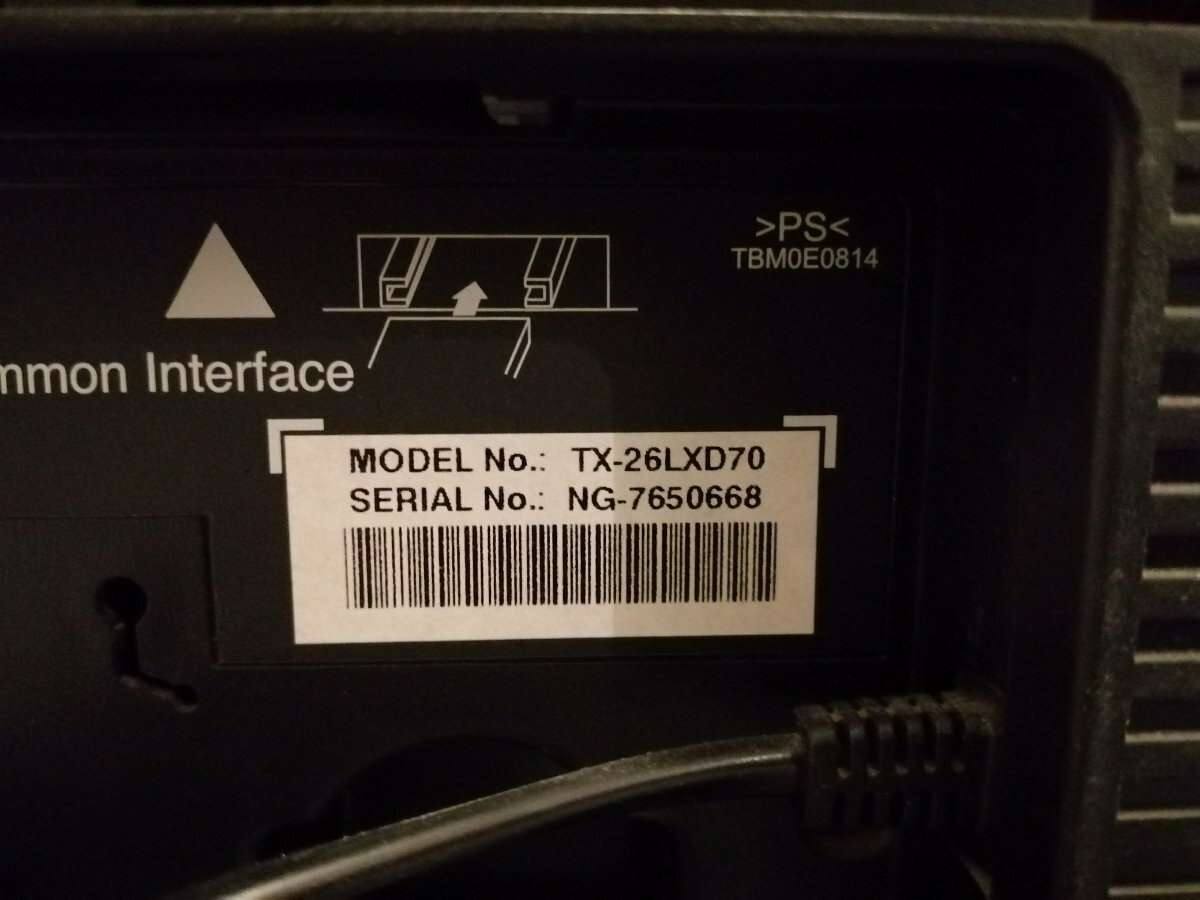 >PS<
TBM0E0814
mmon Interface
MODEL No.: TX-26LXD70
SERIAL No.: NG-7650668